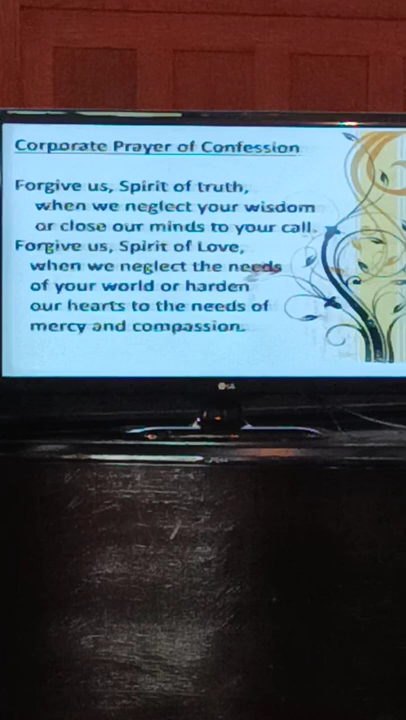 Corporate Prayer of Confession
Forgive us, Spirit of truth,
when we neglect your wisdom
or close our minds to your call.
Forgive us, Spirit of Love,
when we neglect the needs
of your world or harden
our hearts to the needs of
mercy and compassion.
LG